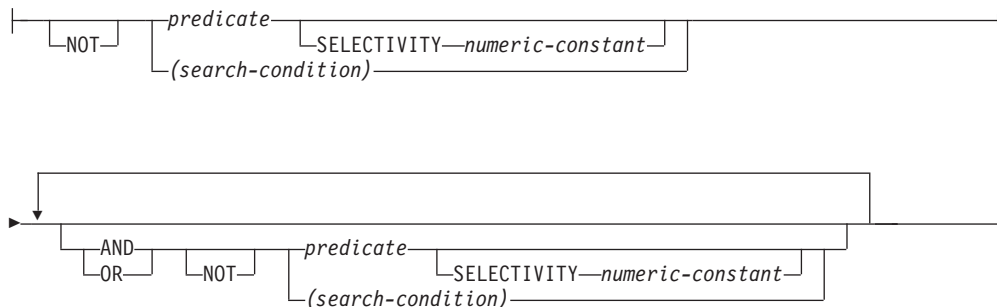 predicate
NOT SELECTIVITY numeric-constant
(search-condition)
AND predicate
OR NOT SELECTIVITY numeric-constant
(search-condition)